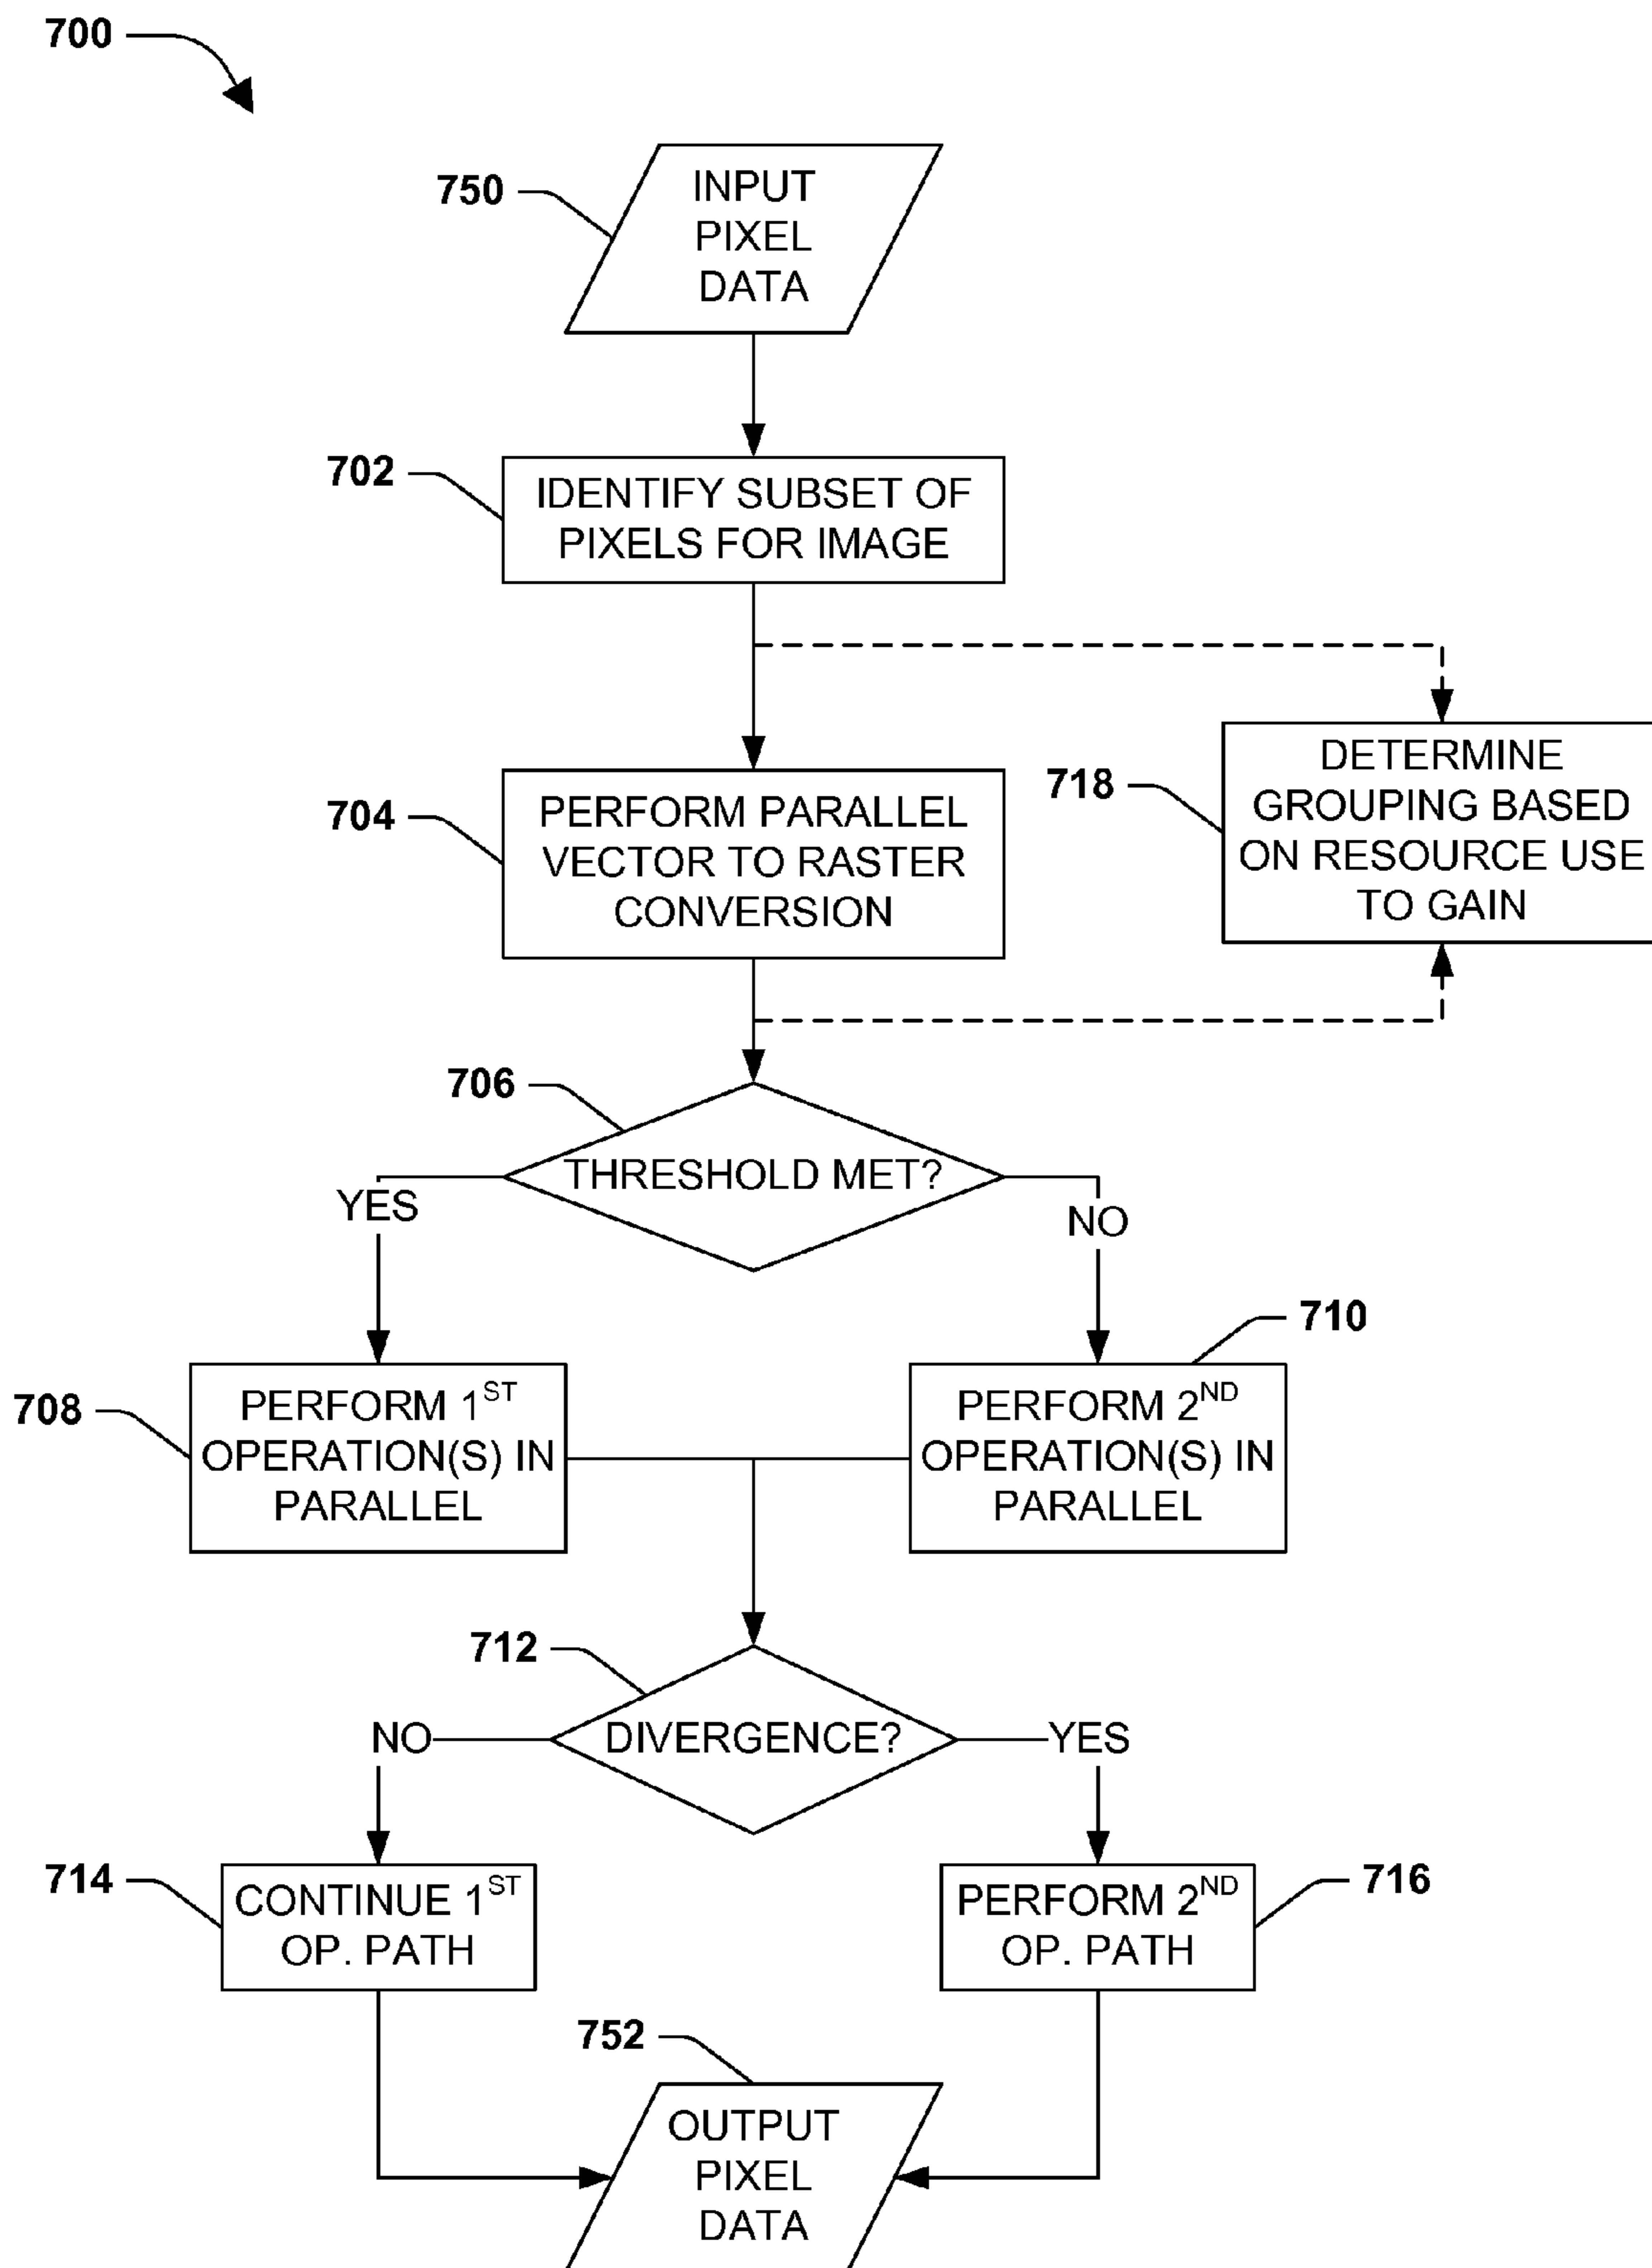 700
750
INPUT
PIXEL
DATA
702
IDENTIFY SUBSET OF
PIXELS FOR IMAGE
704
PERFORM PARALLEL
VECTOR TO RASTER
CONVERSION
718
DETERMINE
GROUPING BASED
ON RESOURCE USE
TO GAIN
706
THRESHOLD MET?
YES
NO
708
PERFORM 1ST
OPERATION(S) IN
PARALLEL
710
PERFORM 2ND
OPERATION(S) IN
PARALLEL
712
DIVERGENCE?
NO
YES
714
CONTINUE 1ST
OP. PATH
716
PERFORM 2ND
OP. PATH
752
OUTPUT
PIXEL
DATA